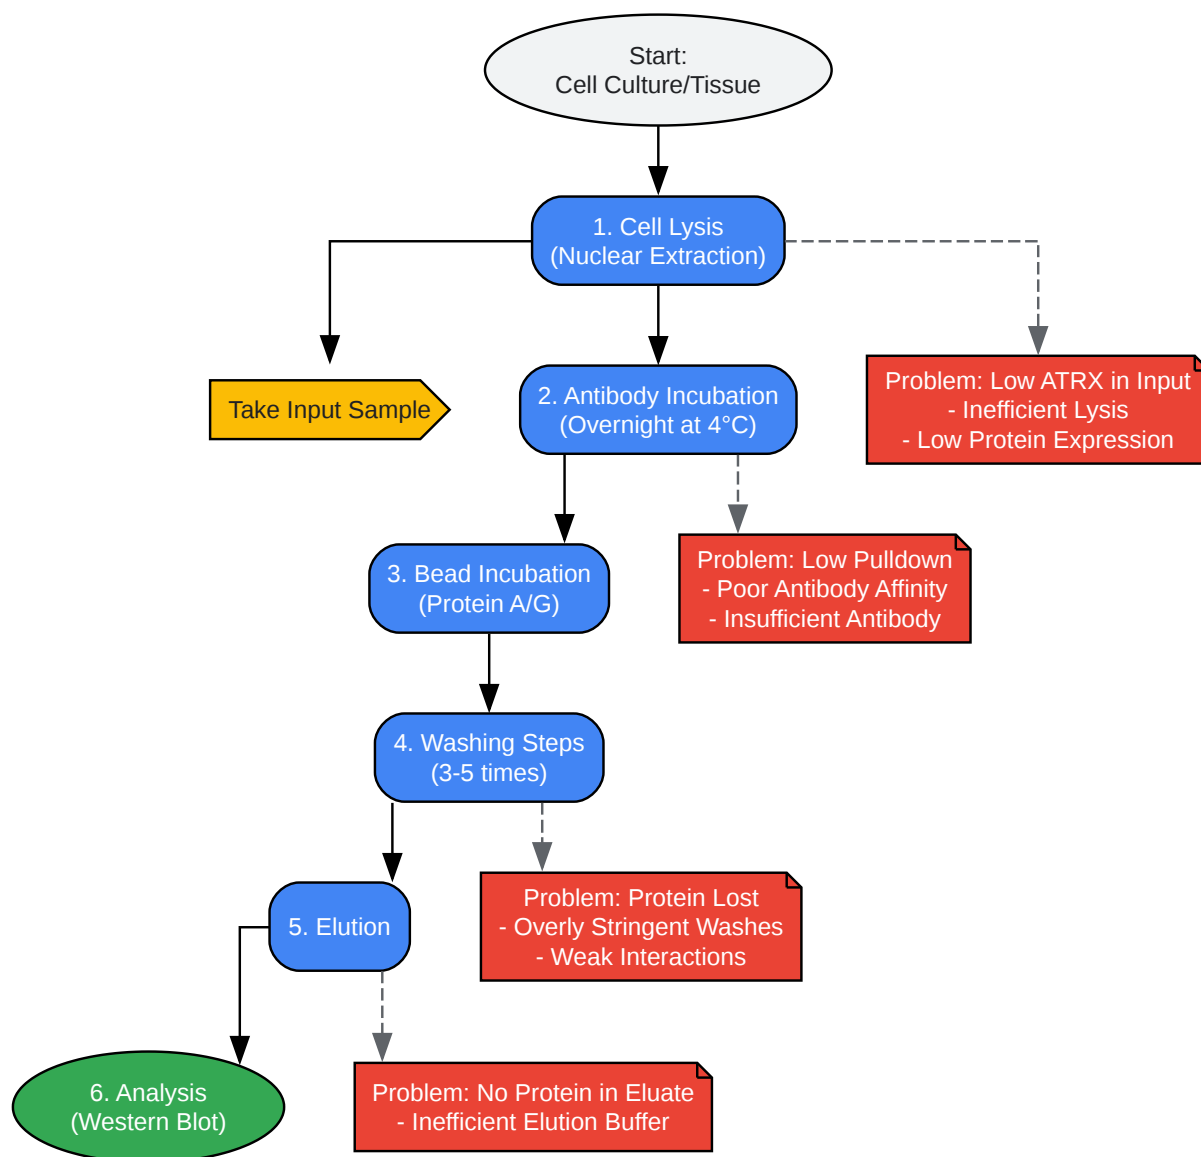 Start:
Cell Culture/Tissue
1. Cell Lysis
(Nuclear Extraction)
Take Input Sample
2. Antibody Incubation
(Overnight at 4°C)
Problem: Low ATRX in Input
- Inefficient Lysis
- Low Protein Expression
3. Bead Incubation
(Protein A/G)
Problem: Low Pulldown
- Poor Antibody Affinity
- Insufficient Antibody
4. Washing Steps
(3-5 times)
5. Elution
Problem: Protein Lost
- Overly Stringent Washes
- Weak Interactions
6. Analysis
(Western Blot)
Problem: No Protein in Eluate
- Inefficient Elution Buffer